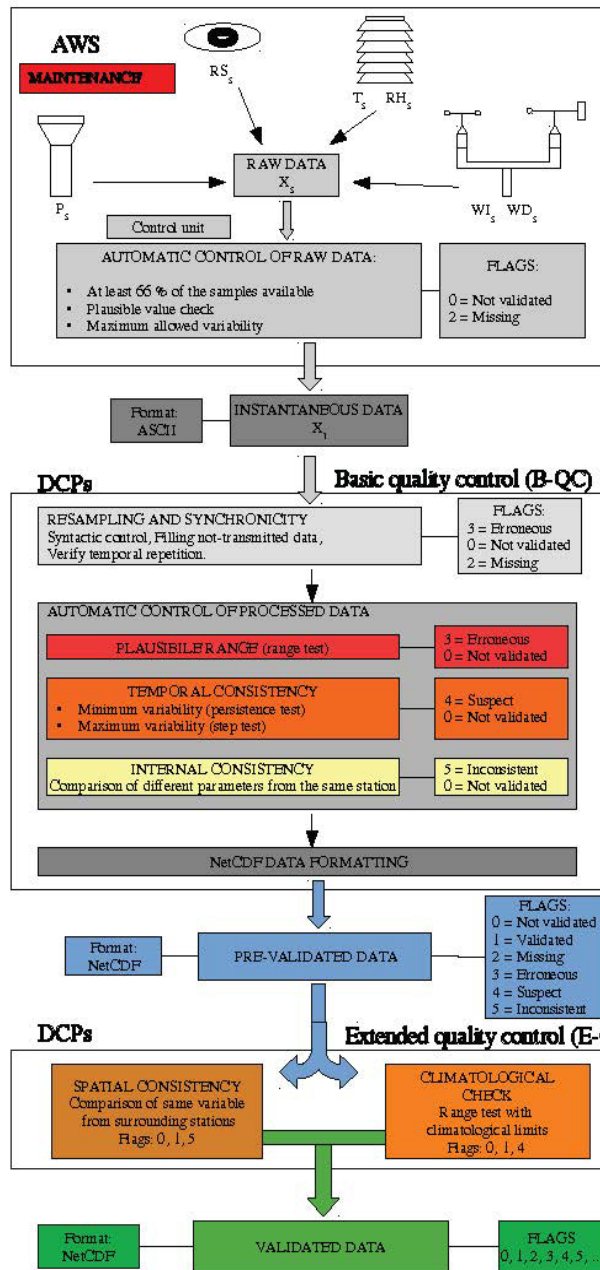 AWS
MAINTENANCE
RSs
Ts RHs
Ps
RAW DATA
Xs
WIs WDs
Control unit
AUTOMATIC CONTROL OF RAW DATA:
• At least 66 % of the samples available
• Plausible value check
• Maximum allowed variability
FLAGS:
0 = Not validated
2 = Missing
Format:
ASCII
INSTANTANEOUS DATA
DCPs
Basic quality control (B-QC)
RESAMPLING AND SYNCHRONICITY
Syntactic control, Filling not-transmitted data,
Verify temporal repetition.
FLAGS:
3 = Erroneous
0 = Not validated
2 = Missing
AUTOMATIC CONTROL OF PROCESSED DATA
PLAUSIBILE RANGE (range test)
3 = Erroneous
0 = Not validated
TEMPORAL CONSISTENCY
• Minimum variability (persistence test)
• Maximum variability (step test)
4 = Suspect
0 = Not validated
INTERNAL CONSISTENCY
Comparison of different parameters from the same station
5 = Inconsistent
0 = Not validated
NetCDF DATA FORMATTING
Format:
NetCDF
PRE-VALIDATED DATA
FLAGS:
0 = Not validated
1 = Validated
2 = Missing
3 = Erroneous
4 = Suspect
5 = Inconsistent
DCPs
Extended quality control (E-
SPATIAL CONSISTENCY
Comparison of same variable
from surrounding stations
Flags: 0, 1, 5
CLIMATOLOGICAL
CHECK
Range test with
climatological limits
Flags: 0, 1, 4
Format:
NetCDF
VALIDATED DATA
FLAGS
0, 1, 2, 3, 4, 5, ...